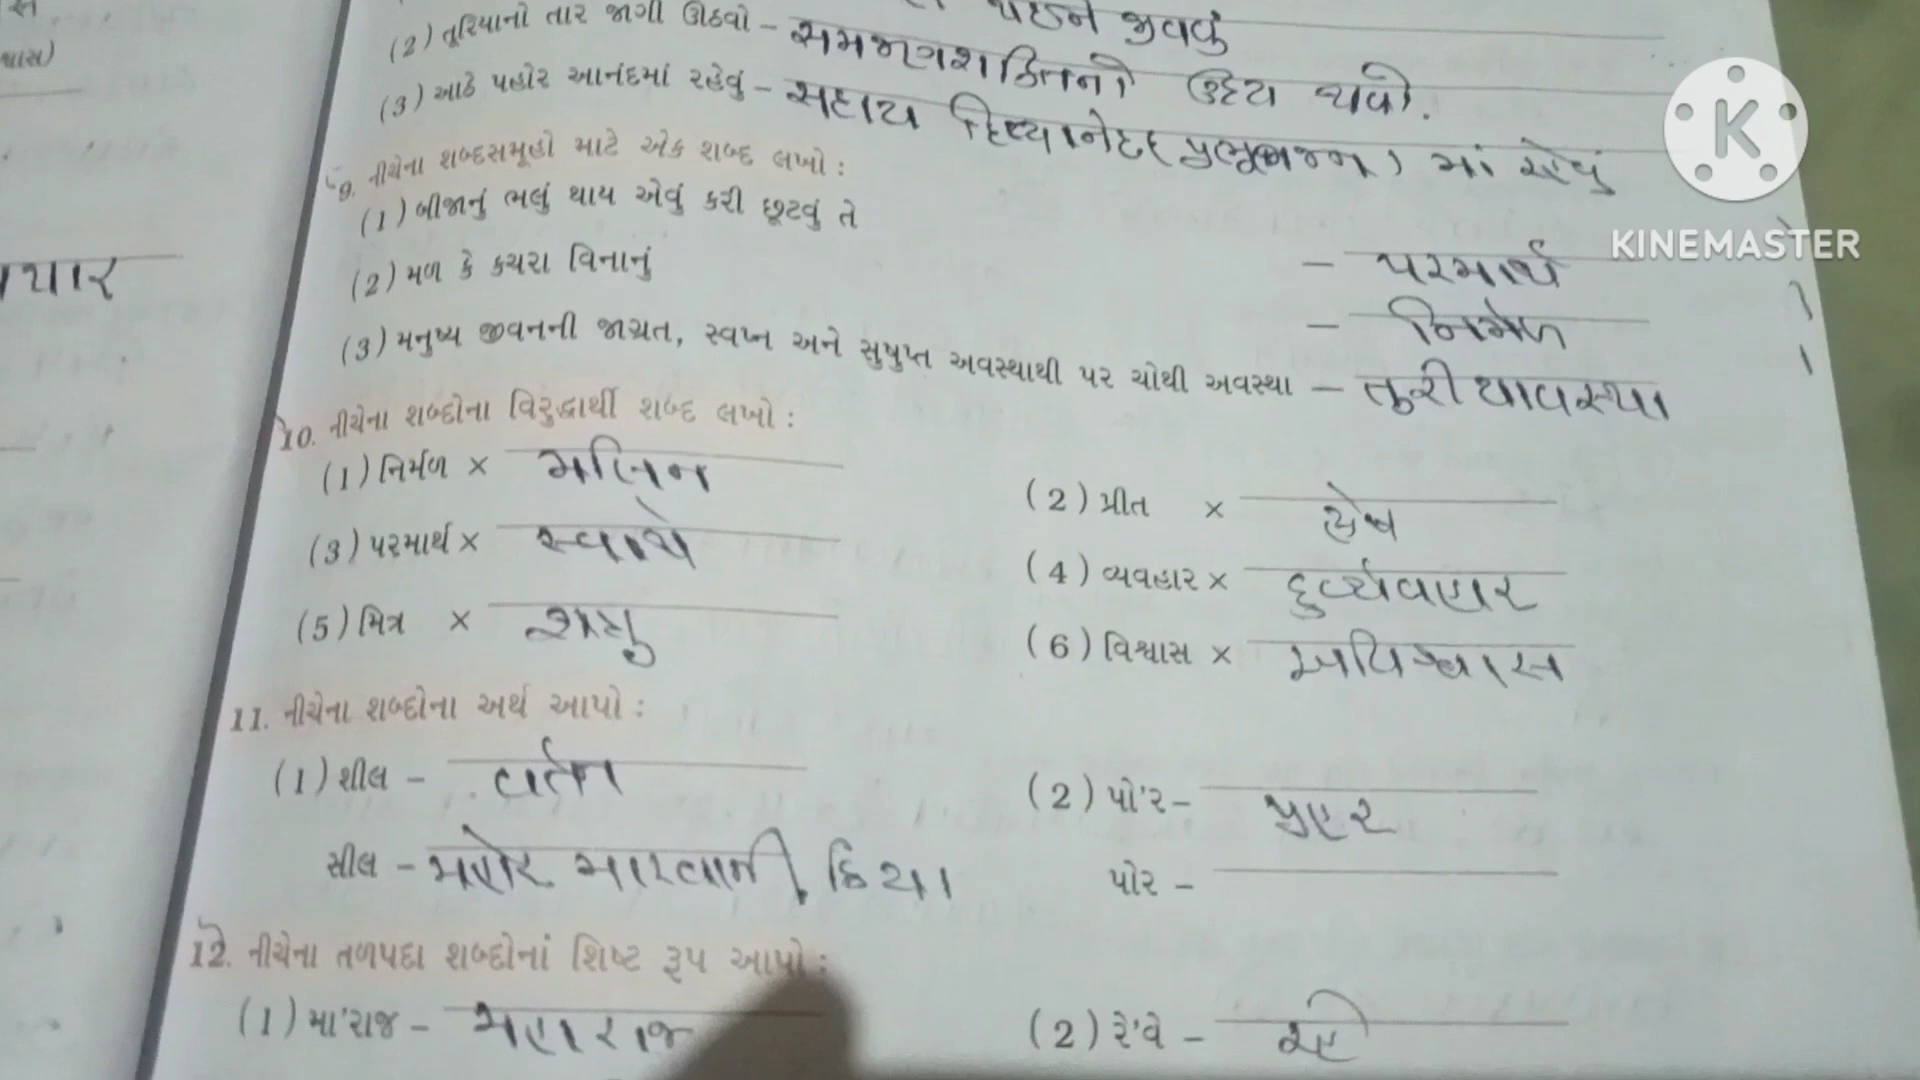 સ
શ્વાસ)
પાઇને જીવવું
(2) તૂરિયાનો તાર જાગી ઊઠવો – સમજણશક્તિનો ઉદય થવો.
(3) આઠે પહોર આનંદમાં રહેવું – સદાય માં રહેવું
9. નીચેના શબ્દસમૂહો માટે એક શબ્દ લખો :
(1) બીજાનું ભલું થાય એવું કરી છૂટવું તે – પરમાર્થ
(2) મળ કે કચરા વિનાનું – નિર્મળ
(3) મનુષ્ય જીવનની જાગ્રત, સ્વપ્ન અને સુષુપ્ત અવસ્થાથી પર ચોથી અવસ્થા – તુરીયાવસ્થા
10. નીચેના શબ્દોના વિરુદ્ધાર્થી શબ્દ લખો :
(1) નિર્મળ × મલિન (2) પ્રીત × દ્વેષ
(3) પરમાર્થ × સ્વાર્થ (4) વ્યવહાર × દુર્વ્યવહાર
(5) મિત્ર × શત્રુ (6) વિશ્વાસ × અવિશ્વાસ
11. નીચેના શબ્દોના અર્થ આપો :
(1) શીલ – વર્તન (2) પો'ર – પ્રહર
સીલ – મહોર મારવાની ક્રિયા પોર –
12. નીચેના તળપદા શબ્દોનાં શિષ્ટ રૂપ આપો :
(1) મા'રાજ – મહારાજ (2) રે'વે – રહે
K
KINEMASTER